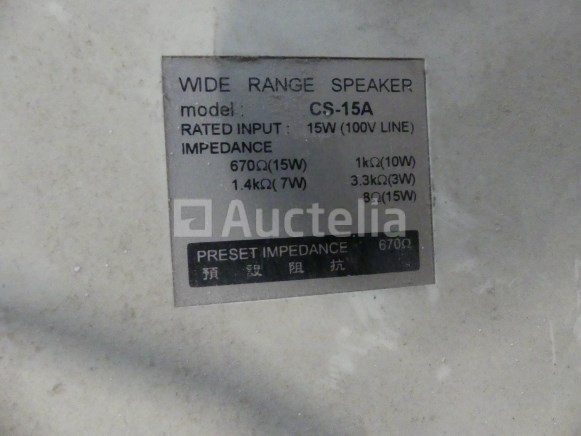 WIDE RANGE SPEAKER
model : CS-15A
RATED INPUT : 15W (100V LINE)
IMPEDANCE
670Ω(15W) 1kΩ(10W)
1.4kΩ( 7W) 3.3kΩ(3W)
8Ω(15W)
Auctelia
PRESET IMPEDANCE 670Ω
預設阻抗